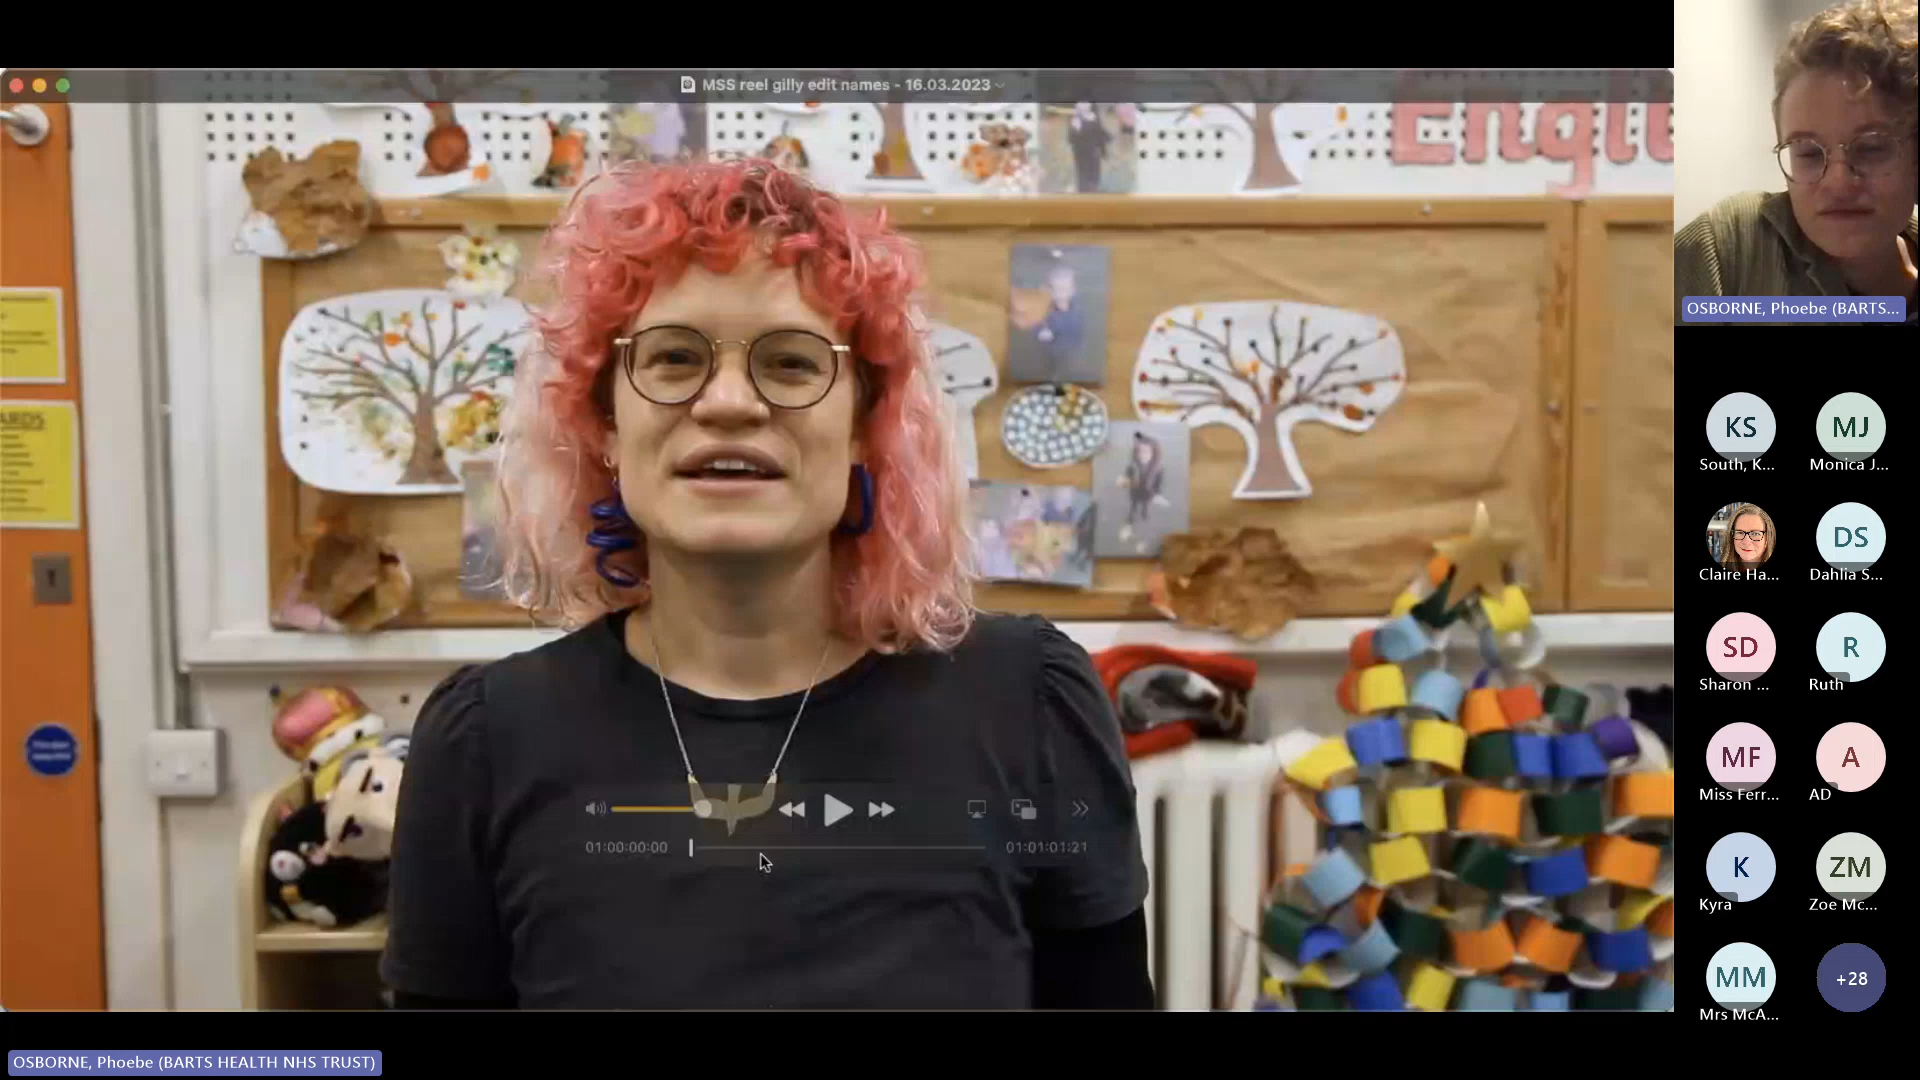 MSS reel gilly edit names - 16.03.2023
Engli
ARDS
01:00:00:00
01:01:01:21
OSBORNE, Phoebe (BARTS...
KS
MJ
South, K...
Monica J...
DS
Claire Ha...
Dahlia S...
SD
R
Sharon ...
Ruth
MF
A
Miss Ferr...
AD
K
ZM
Kyra
Zoe Mc...
MM
+28
Mrs McA...
OSBORNE, Phoebe (BARTS HEALTH NHS TRUST)